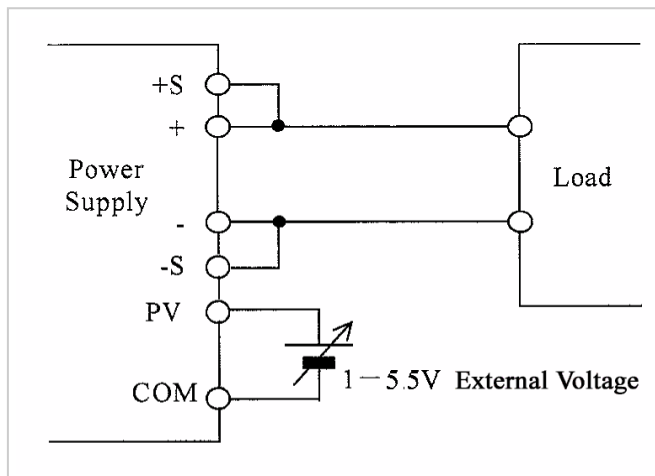 +S
+
Power
Supply
Load
-
-S
PV
COM
1-5.5V External Voltage